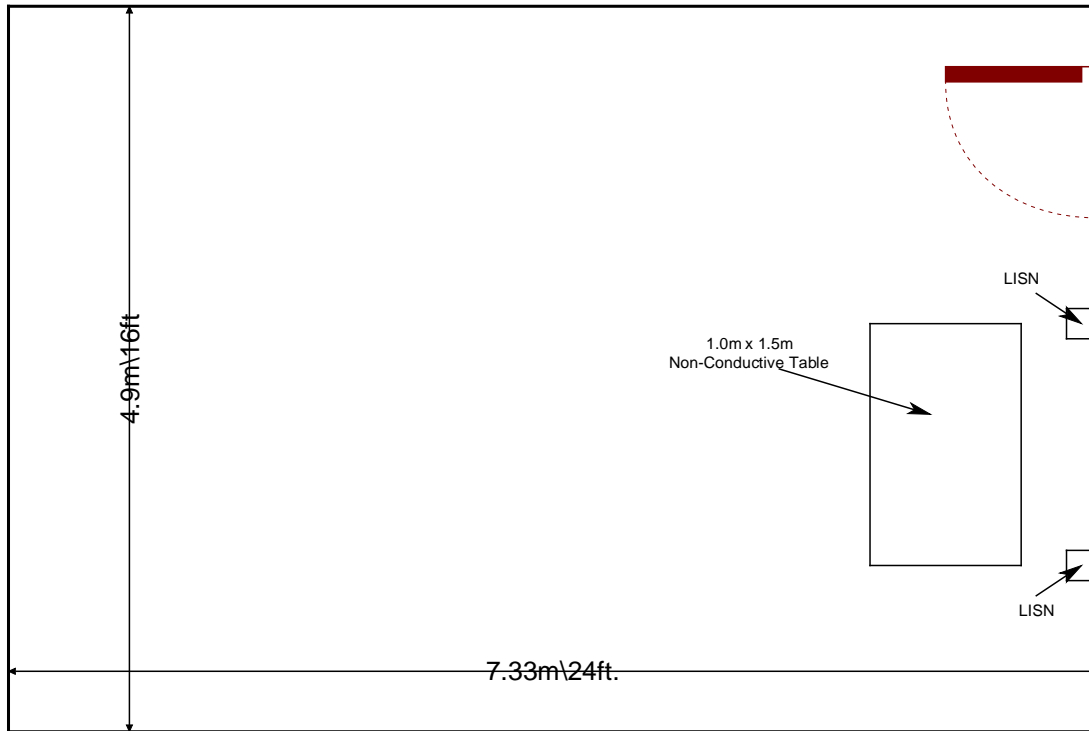 LISN
1.0m x 1.5m
Non-Conductive Table
4.9m\16ft
LISN
7.33m\24ft.